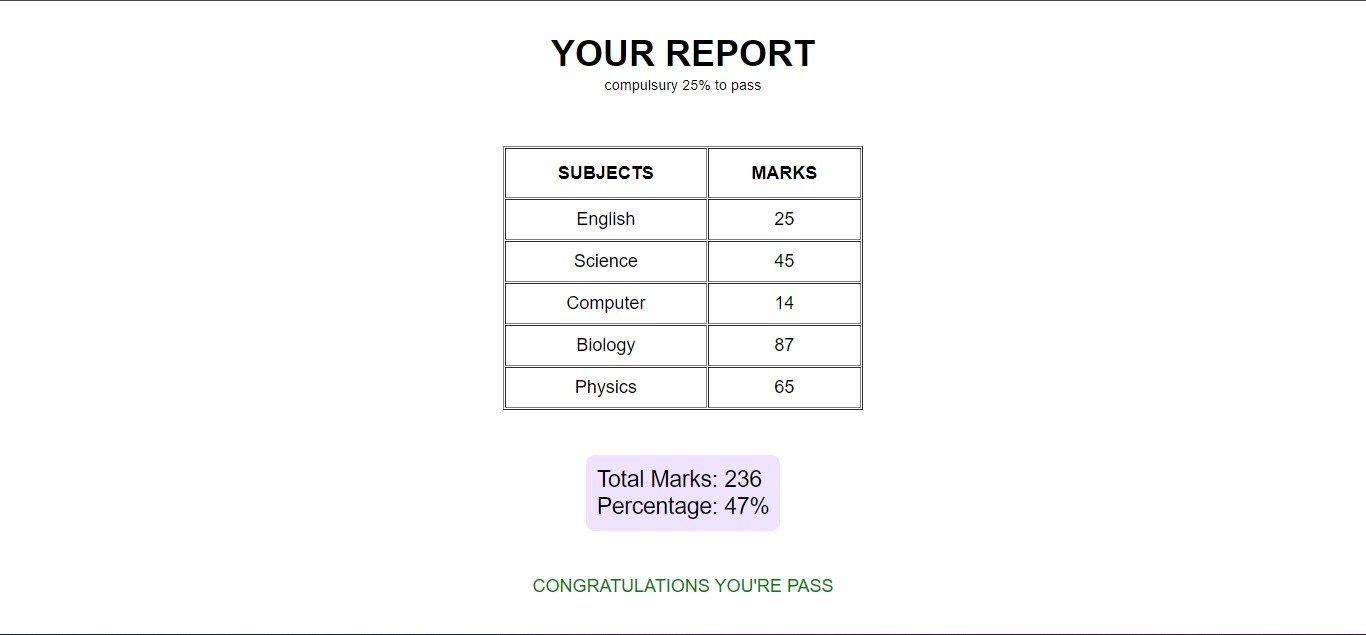 YOUR REPORT
compulsury 25% to pass
SUBJECTS MARKS
English 25
Science 45
Computer 14
Biology 87
Physics 65
Total Marks: 236
Percentage: 47%
CONGRATULATIONS YOU'RE PASS